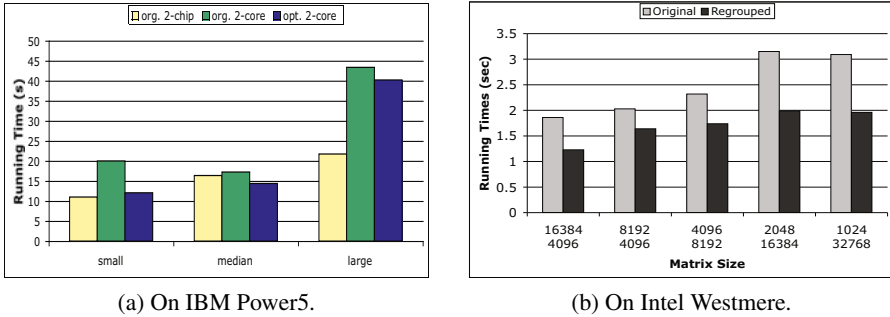 org. 2-chip org. 2-core opt. 2-core
Running Time (s)
50
45
40
35
30
25
20
15
10
5
0
small median large
(a) On IBM Power5.
Original Regrouped
Running Times (sec)
3.5
3
2.5
2
1.5
1
0.5
0
16384 8192 4096 2048 1024
4096 4096 8192 16384 32768
Matrix Size
(b) On Intel Westmere.